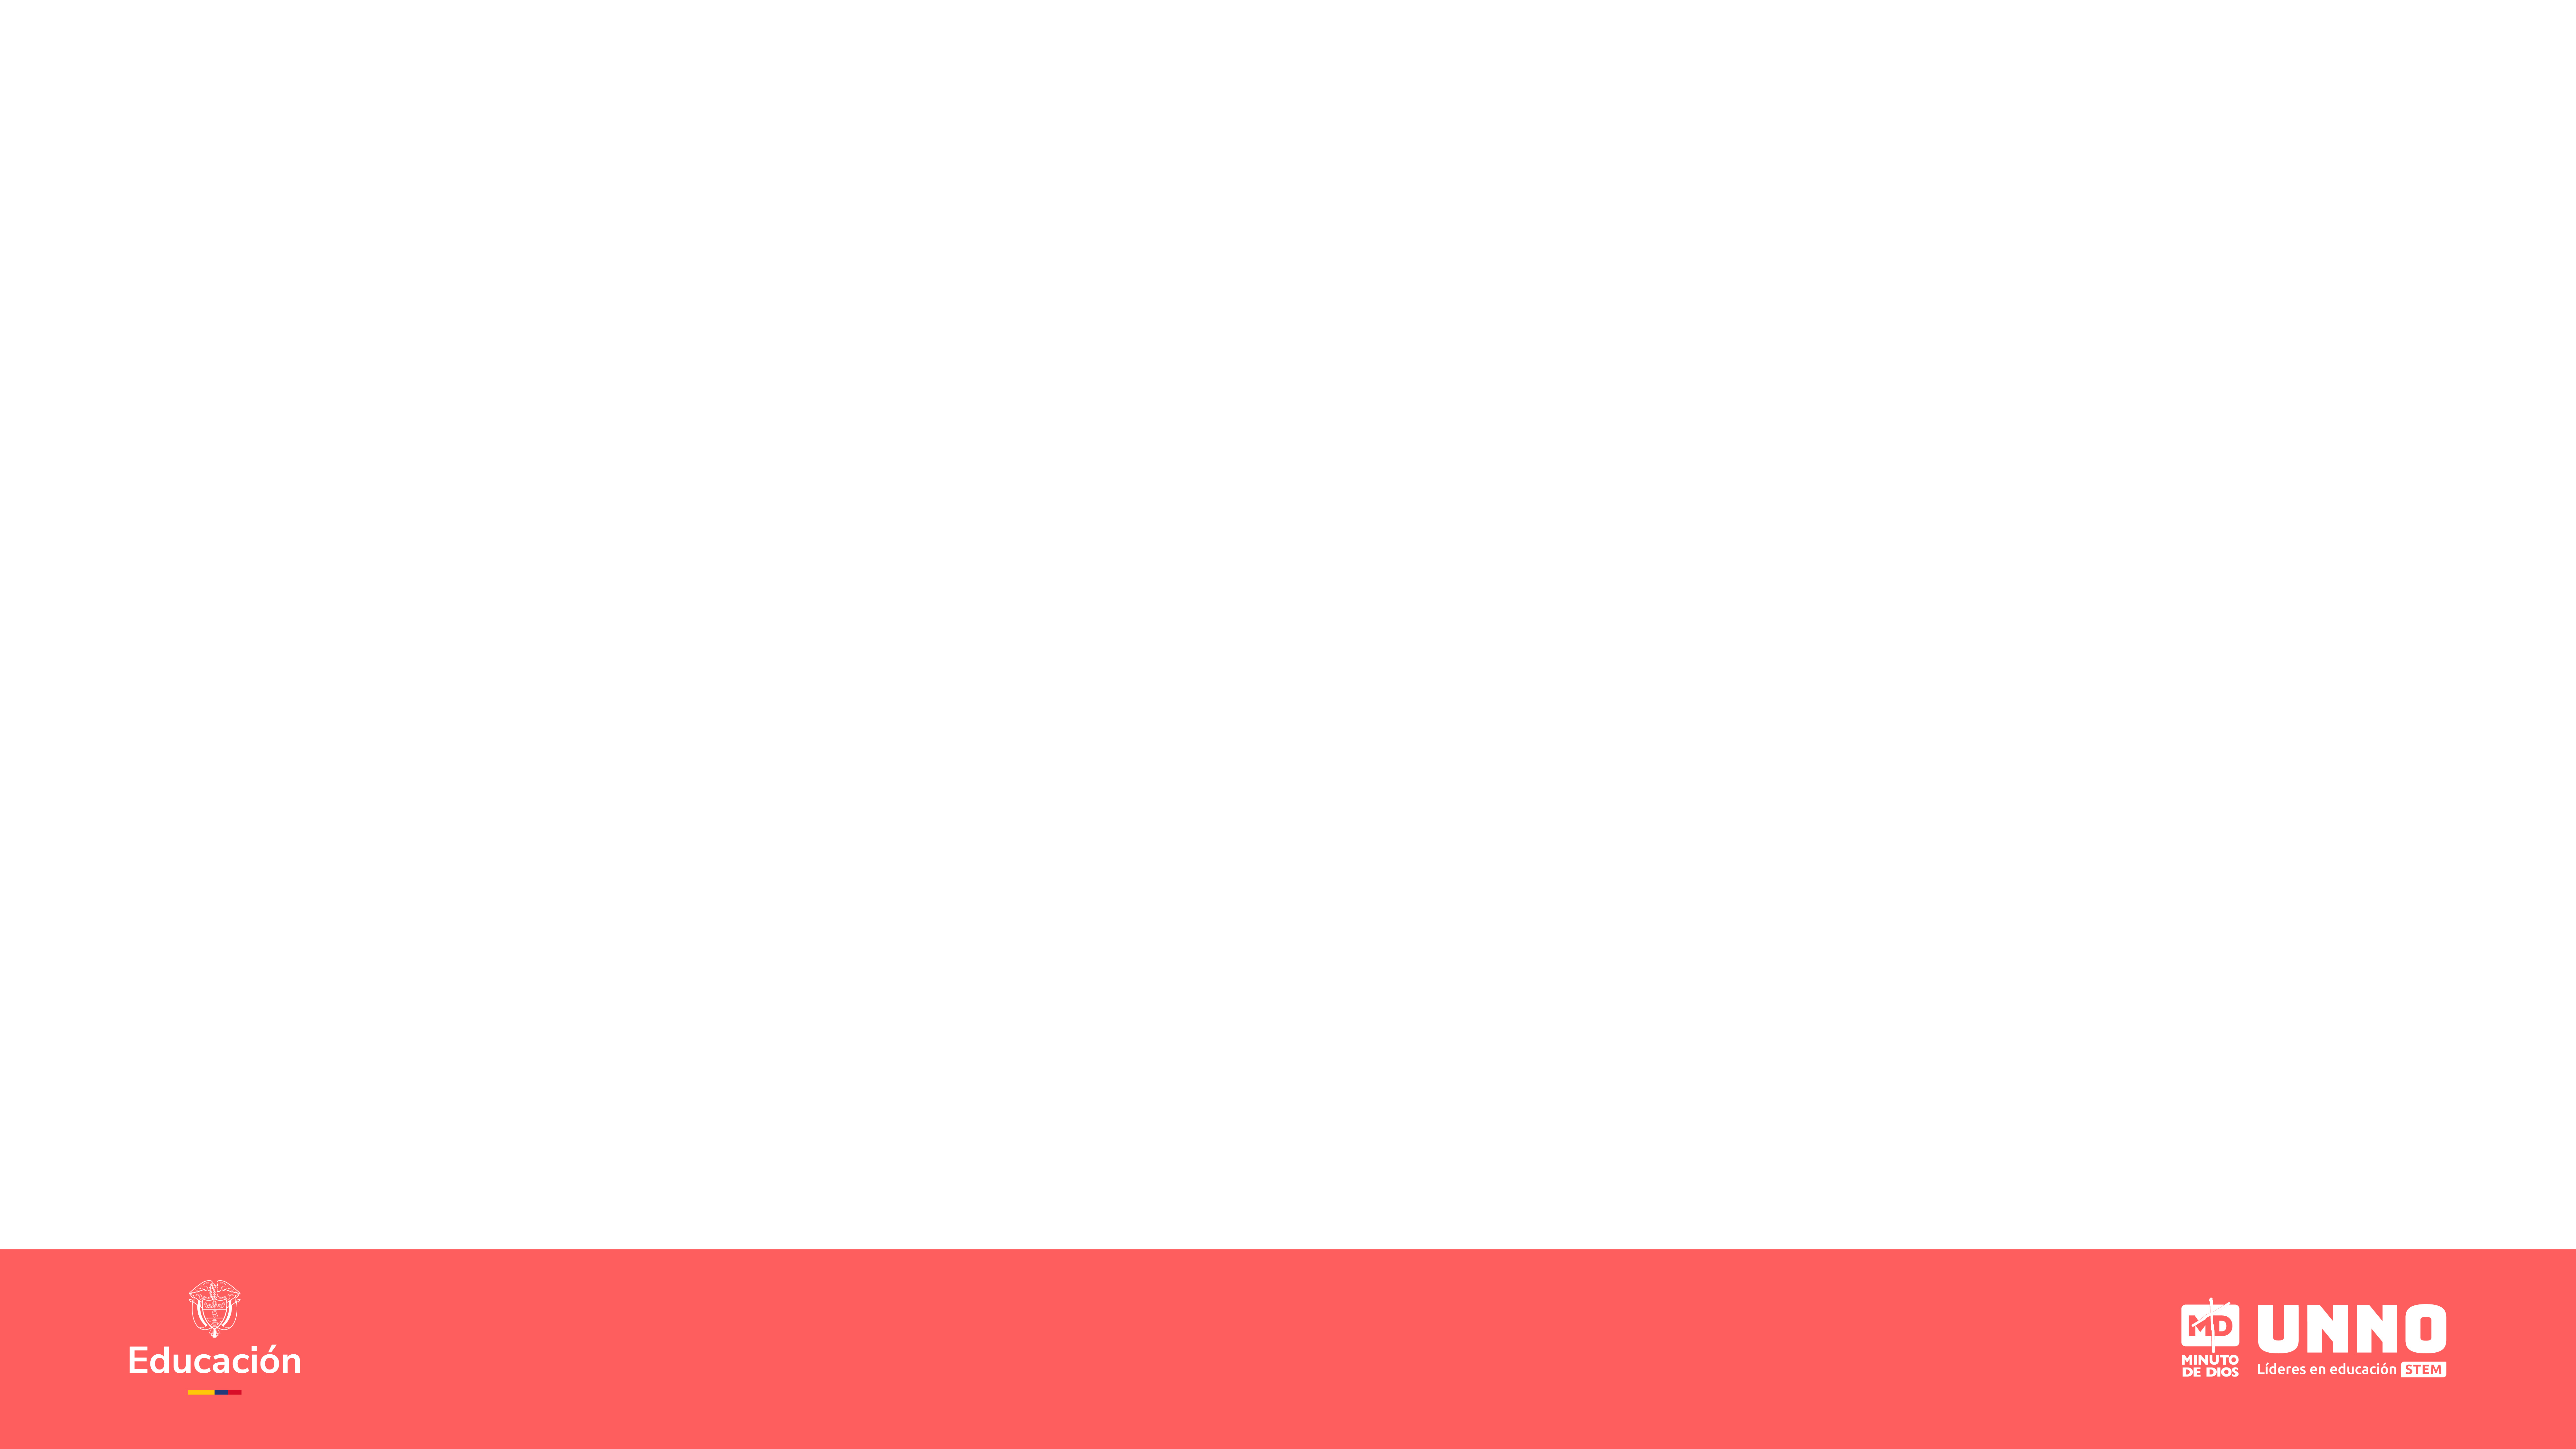 Educación
MD
MINUTO
DE DIOS
UNNO
Líderes en educación STEM